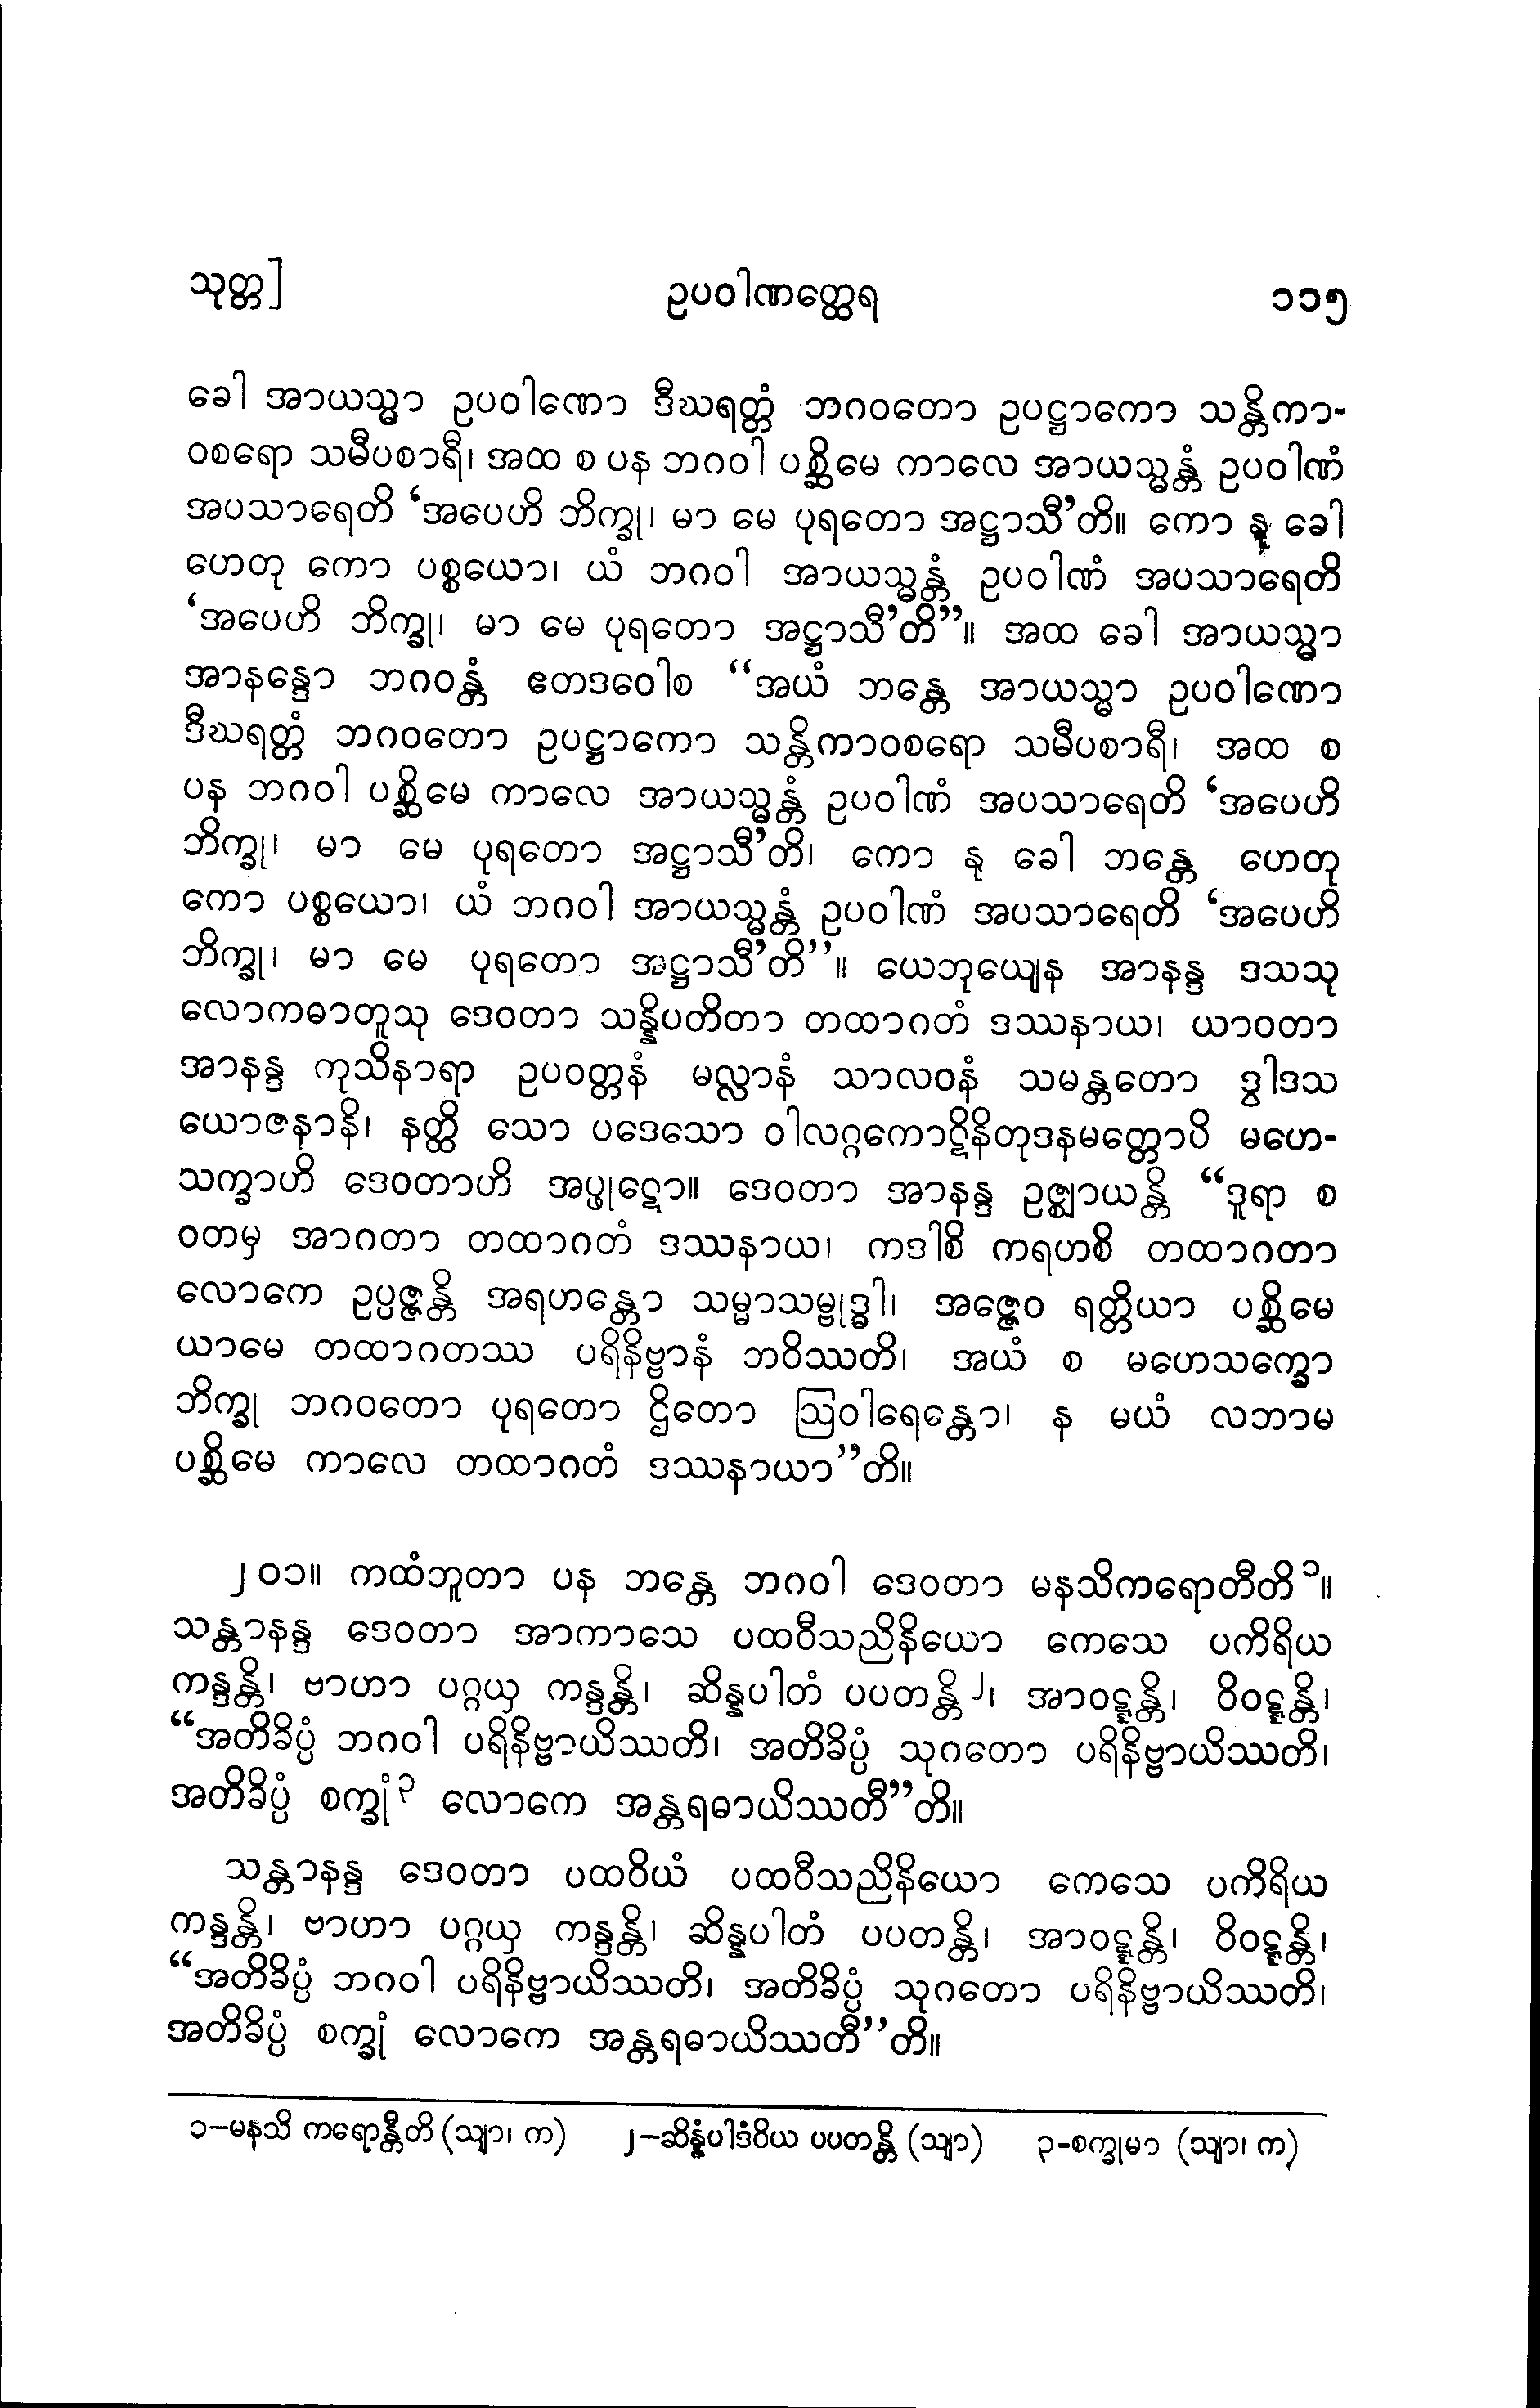 သုတ္တ] ဥပဝါဏတ္ထေရ ၁၁၅
ခေါ အာယသ္မာ ဥပဝါဏော ဒီဃရတ္တံ ဘဂဝတော ဥပဋ္ဌာကော သန္တိကာ-
ဝစရော သမီပစာရီ၊ အထ စ ပန ဘဂဝါ ပစ္ဆိမေ ကာလေ အာယသ္မန္တံ ဥပဝါဏံ
အပသာရေတိ ‘အပေဟိ ဘိက္ခု၊ မာ မေ ပုရတော အဋ္ဌာသီ’တိ။ ကော နု ခေါ
ဟေတု ကော ပစ္စယော၊ ယံ ဘဂဝါ အာယသ္မန္တံ ဥပဝါဏံ အပသာရေတိ
‘အပေဟိ ဘိက္ခု၊ မာ မေ ပုရတော အဋ္ဌာသီ’တိ”။ အထ ခေါ အာယသ္မာ
အာနန္ဒော ဘဂဝန္တံ ဧတဒဝေါစ “အယံ ဘန္တေ အာယသ္မာ ဥပဝါဏော
ဒီဃရတ္တံ ဘဂဝတော ဥပဋ္ဌာကော သန္တိကာဝစရော သမီပစာရီ၊ အထ စ
ပန ဘဂဝါ ပစ္ဆိမေ ကာလေ အာယသ္မန္တံ ဥပဝါဏံ အပသာရေတိ ‘အပေဟိ
ဘိက္ခု၊ မာ မေ ပုရတော အဋ္ဌာသီ’တိ၊ ကော နု ခေါ ဘန္တေ ဟေတု
ကော ပစ္စယော၊ ယံ ဘဂဝါ အာယသ္မန္တံ ဥပဝါဏံ အပသာရေတိ ‘အပေဟိ
ဘိက္ခု၊ မာ မေ ပုရတော အဋ္ဌာသီ’တိ”။ ယေဘုယျေန အာနန္ဒ ဒသသု
လောကဓာတူသု ဒေဝတာ သန္နိပတိတာ တထာဂတံ ဒဿနာယ၊ ယာဝတာ
အာနန္ဒ ကုသိနာရာ ဥပဝတ္တနံ မလ္လာနံ သာလဝနံ သမန္တတော ဒွါဒသ
ယောဇနာနိ၊ နတ္ထိ သော ပဒေသော ဝါလဂ္ဂကောဋိနိတုဒနမတ္တောပိ မဟေ-
သက္ခာဟိ ဒေဝတာဟိ အပ္ဖုဋော။ ဒေဝတာ အာနန္ဒ ဥဇ္ဈာယန္တိ “ဒူရာ စ
ဝတမှ အာဂတာ တထာဂတံ ဒဿနာယ၊ ကဒါစိ ကရဟစိ တထာဂတာ
လောကေ ဥပ္ပဇ္ဇန္တိ အရဟန္တော သမ္မာသမ္ဗုဒ္ဓါ၊ အဇ္ဇေဝ ရတ္တိယာ ပစ္ဆိမေ
ယာမေ တထာဂတဿ ပရိနိဗ္ဗာနံ ဘဝိဿတိ၊ အယံ စ မဟေသက္ခော
ဘိက္ခု ဘဂဝတော ပုရတော ဌိတော ဩဝါရေန္တော၊ န မယံ လဘာမ
ပစ္ဆိမေ ကာလေ တထာဂတံ ဒဿနာယာ”တိ။
၂၀၁။ ကထံဘူတာ ပန ဘန္တေ ဘဂဝါ ဒေဝတာ မနသိကရောတီတိ ၁။
သန္တာနန္ဒ ဒေဝတာ အာကာသေ ပထဝီသညိနိယော ကေသေ ပကိရိယ
ကန္ဒန္တိ၊ ဗာဟာ ပဂ္ဂယှ ကန္ဒန္တိ၊ ဆိန္နပါတံ ပပတန္တိ ၂၊ အာဝဋ္ဋန္တိ၊ ဝိဝဋ္ဋန္တိ၊
“အတိခိပ္ပံ ဘဂဝါ ပရိနိဗ္ဗာယိဿတိ၊ အတိခိပ္ပံ သုဂတော ပရိနိဗ္ဗာယိဿတိ၊
အတိခိပ္ပံ စက္ခုံ ၃ လောကေ အန္တရဓာယိဿတီ”တိ။
သန္တာနန္ဒ ဒေဝတာ ပထဝိယံ ပထဝီသညိနိယော ကေသေ ပကိရိယ
ကန္ဒန္တိ၊ ဗာဟာ ပဂ္ဂယှ ကန္ဒန္တိ၊ ဆိန္နပါတံ ပပတန္တိ၊ အာဝဋ္ဋန္တိ၊ ဝိဝဋ္ဋန္တိ၊
“အတိခိပ္ပံ ဘဂဝါ ပရိနိဗ္ဗာယိဿတိ၊ အတိခိပ္ပံ သုဂတော ပရိနိဗ္ဗာယိဿတိ၊
အတိခိပ္ပံ စက္ခုံ လောကေ အန္တရဓာယိဿတီ”တိ။
၁–မနသိ ကရောန္တီတိ (သျာ၊ က) ၂–ဆိန္နံပါဒံဝိယ ပပတန္တိ (သျာ) ၃-စက္ခုမာ (သျာ၊ က)